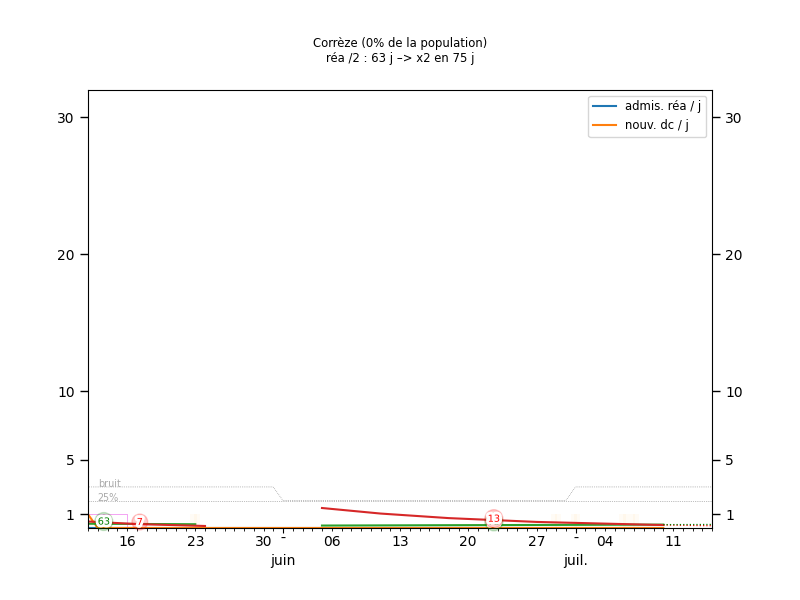 Corrèze (0% de la population)
réa /2 : 63 j –> x2 en 75 j
admis. réa / j
nouv. dc / j
30 30
20 20
10 10
5 5
bruit
25%
1 63 7 13 1
16 23 30 - 06 13 20 27 - 04 11
juin juil.